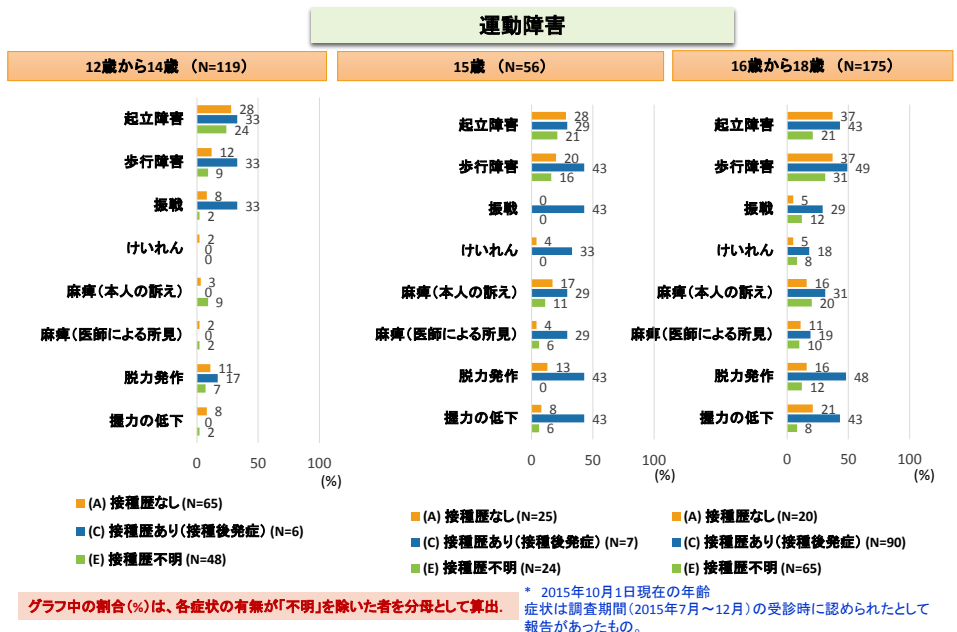 運動障害
12歳から14歳 （N=119）
起立障害
28
33
24
歩行障害
12
33
9
振戦
8
33
2
けいれん
2
0
0
麻痺（本人の訴え）
3
0
9
麻痺（医師による所見）
2
0
2
脱力発作
11
17
7
握力の低下
8
0
2
0 50 100
(%)
■(A) 接種歴なし (N=65)
■(C) 接種歴あり（接種後発症） (N=6)
■(E) 接種歴不明 (N=48)
15歳 （N=56）
起立障害
28
29
21
歩行障害
20
43
16
振戦
0
43
0
けいれん
4
33
0
麻痺（本人の訴え）
17
29
11
麻痺（医師による所見）
4
29
6
脱力発作
13
43
0
握力の低下
8
43
6
0 50 100
(%)
■(A) 接種歴なし (N=25)
■(C) 接種歴あり（接種後発症） (N=7)
■(E) 接種歴不明 (N=24)
16歳から18歳 （N=175）
起立障害
37
43
21
歩行障害
37
49
31
振戦
5
29
12
けいれん
5
18
8
麻痺（本人の訴え）
16
31
20
麻痺（医師による所見）
11
19
10
脱力発作
16
48
12
握力の低下
21
43
8
0 50 100
(%)
■(A) 接種歴なし (N=20)
■(C) 接種歴あり（接種後発症） (N=90)
■(E) 接種歴不明 (N=65)
グラフ中の割合（%）は、各症状の有無が「不明」を除いた者を分母として算出.
* 2015年10月1日現在の年齢
症状は調査期間（2015年7月～12月）の受診時に認められたとして
報告があったもの。